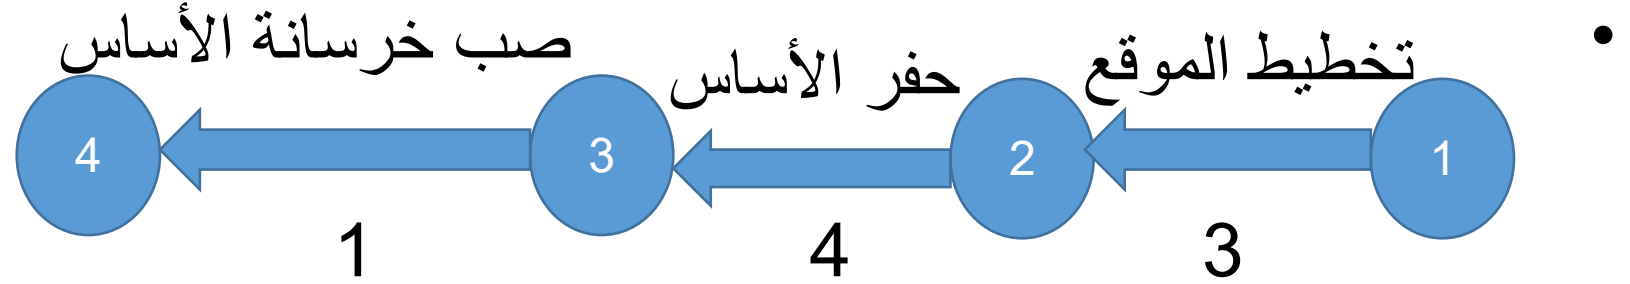 • تخطيط الموقع حفر الأساس صب خرسانة الأساس
1 2 3 4
3 4 1